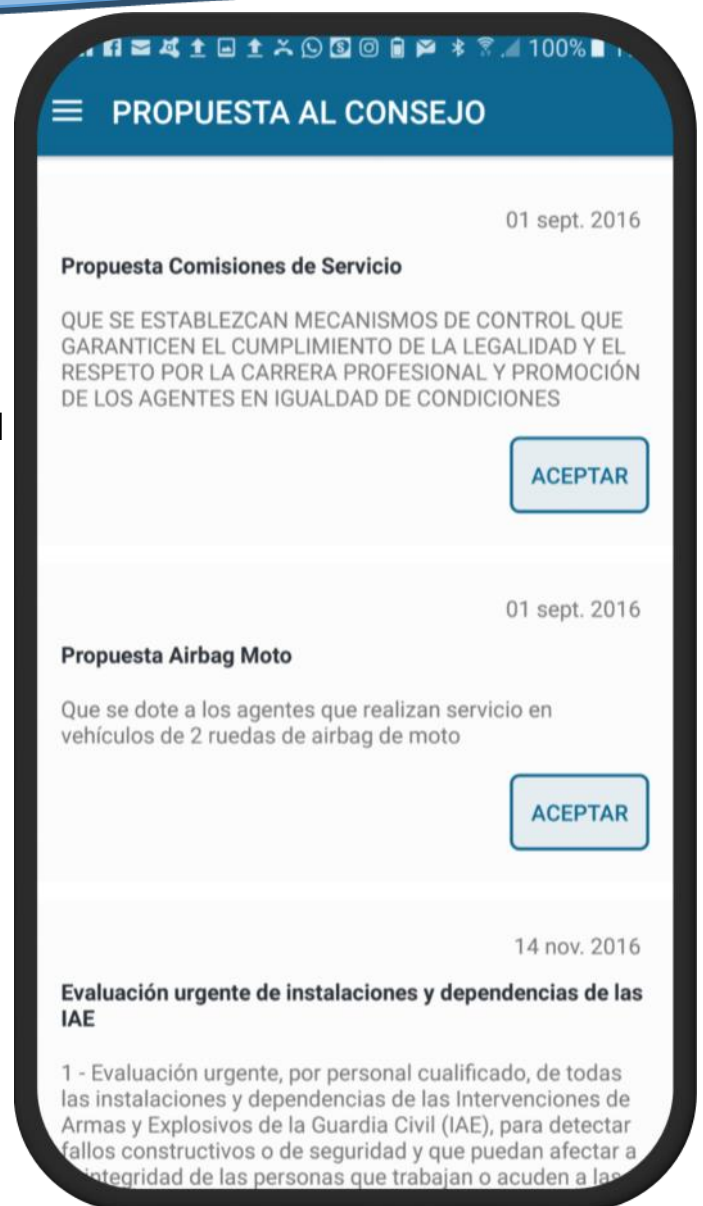 100%
PROPUESTA AL CONSEJO
01 sept. 2016
Propuesta Comisiones de Servicio
QUE SE ESTABLEZCAN MECANISMOS DE CONTROL QUE
GARANTICEN EL CUMPLIMIENTO DE LA LEGALIDAD Y EL
RESPETO POR LA CARRERA PROFESIONAL Y PROMOCIÓN
DE LOS AGENTES EN IGUALDAD DE CONDICIONES
ACEPTAR
01 sept. 2016
Propuesta Airbag Moto
Que se dote a los agentes que realizan servicio en
vehículos de 2 ruedas de airbag de moto
ACEPTAR
14 nov. 2016
Evaluación urgente de instalaciones y dependencias de las
IAE
1 - Evaluación urgente, por personal cualificado, de todas
las instalaciones y dependencias de las Intervenciones de
Armas y Explosivos de la Guardia Civil (IAE), para detectar
fallos constructivos o de seguridad y que puedan afectar a
integridad de las personas que trabajan o acuden a las